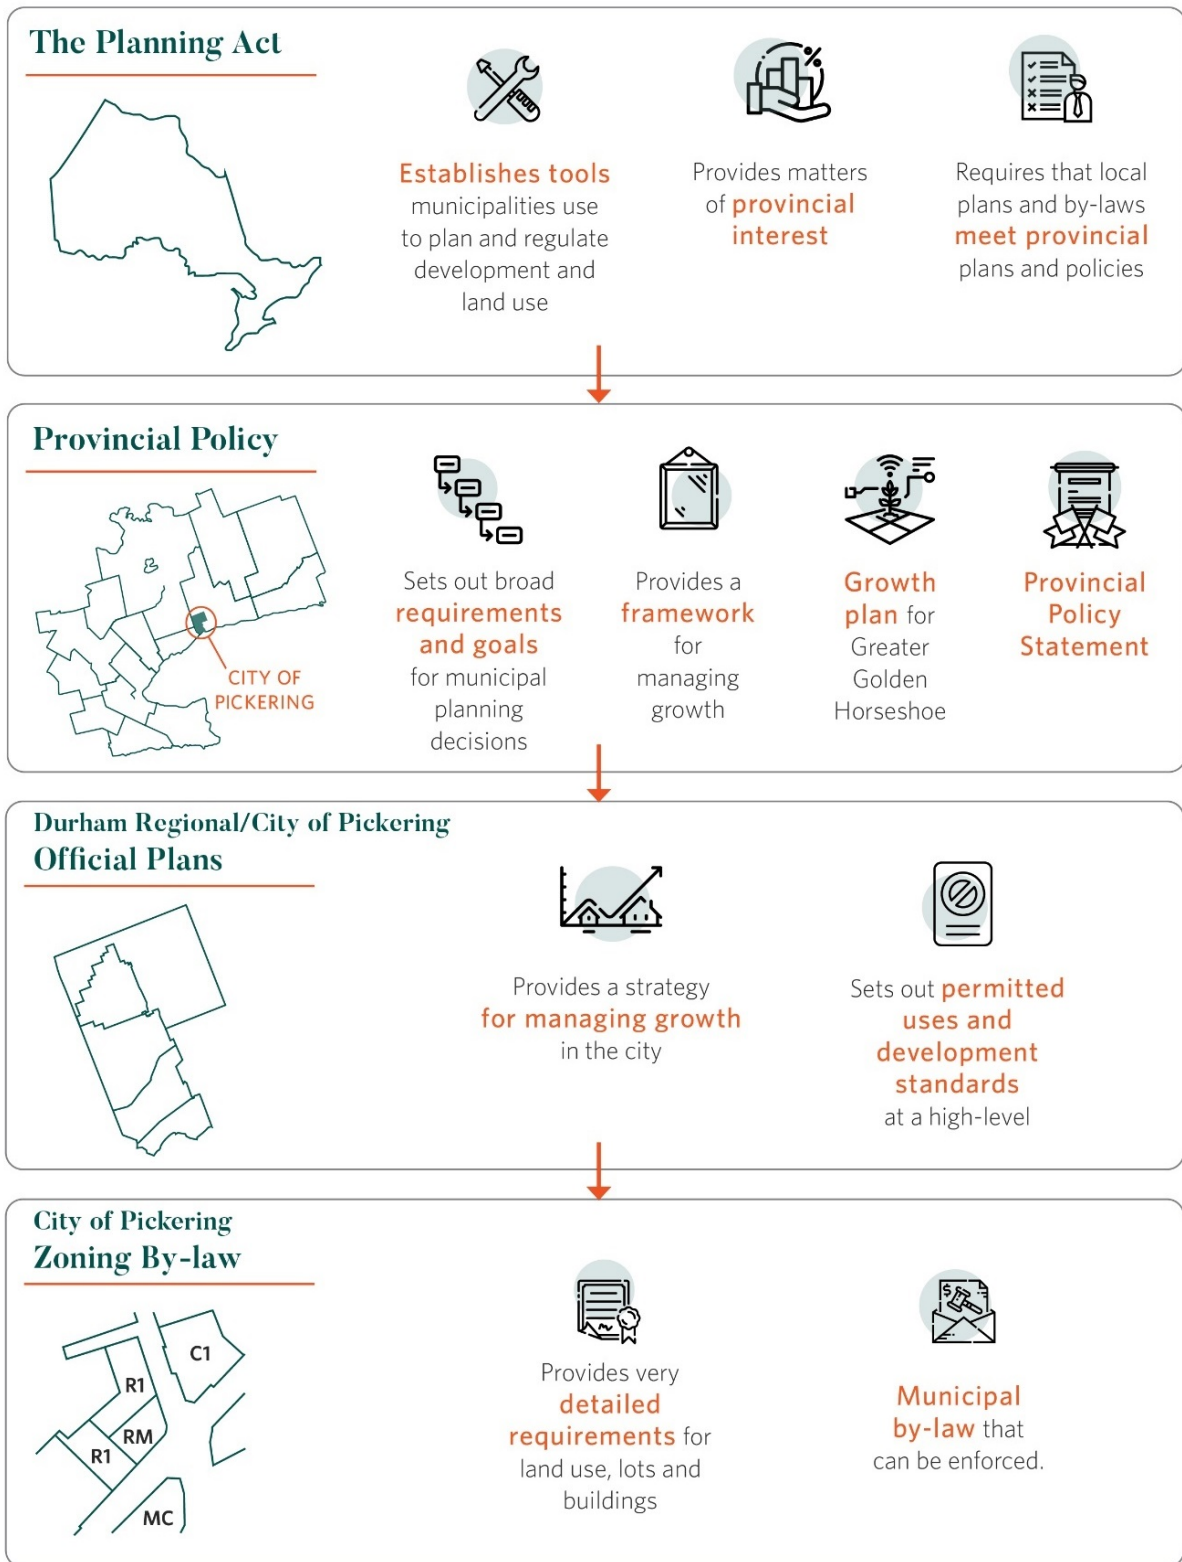 The Planning Act
Establishes tools
municipalities use
to plan and regulate
development and
land use
Provides matters
of provincial
interest
%
Requires that local
plans and by-laws
meet provincial
plans and policies
Provincial Policy
CITY OF
PICKERING
Sets out broad
requirements
and goals
for municipal
planning
decisions
Provides a
framework
for
managing
growth
Growth
plan for
Greater
Golden
Horseshoe
Provincial
Policy
Statement
Durham Regional/City of Pickering
Official Plans
Provides a strategy
for managing growth
in the city
Sets out permitted
uses and
development
standards
at a high-level
City of Pickering
Zoning By-law
C1
R1
RM
R1
MC
Provides very
detailed
requirements for
land use, lots and
buildings
$
Municipal
by-law that
can be enforced.